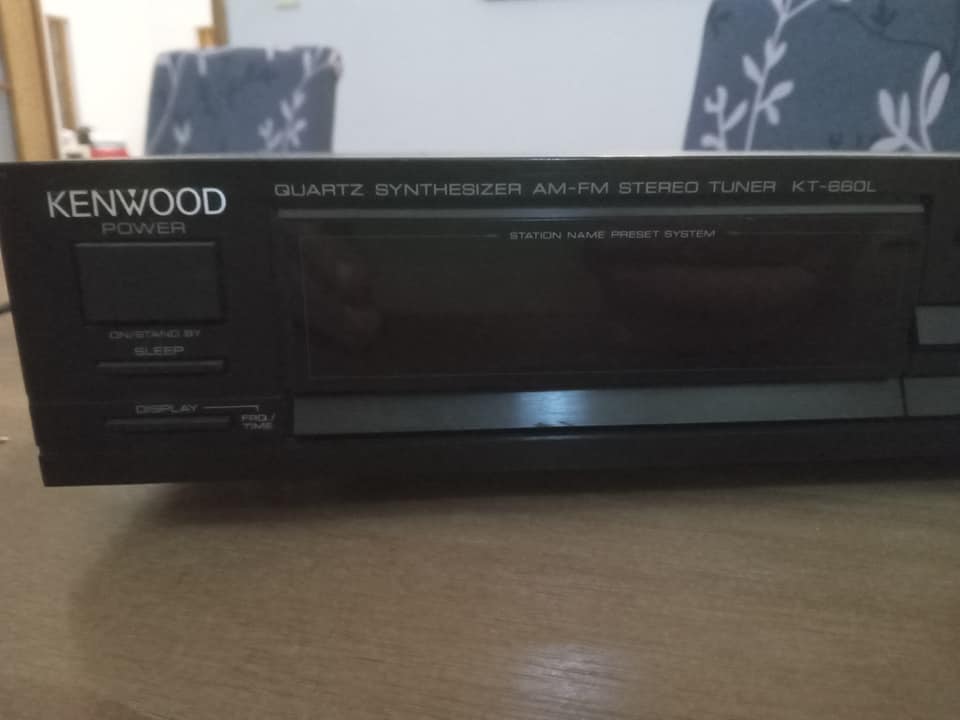 KENWOOD
QUARTZ SYNTHESIZER AM-FM STEREO TUNER KT-660L
POWER
STATION NAME PRESET SYSTEM
ON/STAND BY
SLEEP
DISPLAY
FRQ./
TIME